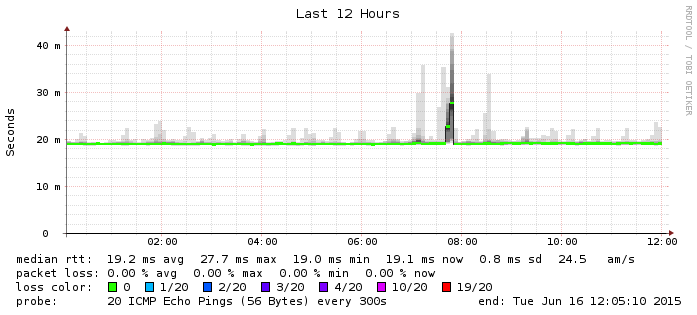 Last 12 Hours
RRDTOOL / TOBI OETIKER
Seconds
40 m
30 m
20 m
10 m
0
02:00 04:00 06:00 08:00 10:00 12:00
median rtt: 19.2 ms avg 27.7 ms max 19.0 ms min 19.1 ms now 0.8 ms sd 24.5 am/s
packet loss: 0.00 % avg 0.00 % max 0.00 % min 0.00 % now
loss color: 0 1/20 2/20 3/20 4/20 10/20 19/20
probe: 20 ICMP Echo Pings (56 Bytes) every 300s end: Tue Jun 16 12:05:10 2015